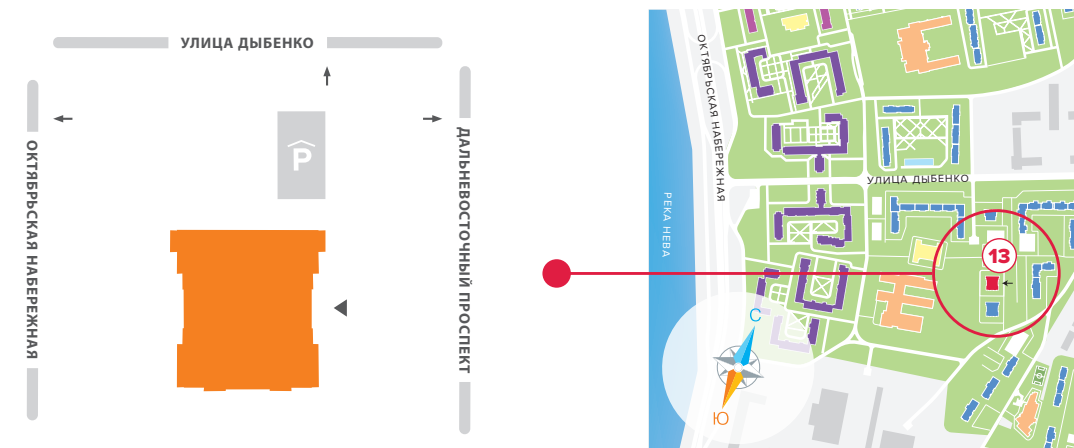 УЛИЦА ДЫБЕНКО
ОКТЯБРЬСКАЯ НАБЕРЕЖНАЯ
P
ДАЛЬНЕВОСТОЧНЫЙ ПРОСПЕКТ
ОКТЯБРЬСКАЯ НАБЕРЕЖНАЯ
УЛИЦА ДЫБЕНКО
РЕКА НЕВА
13
С
Ю